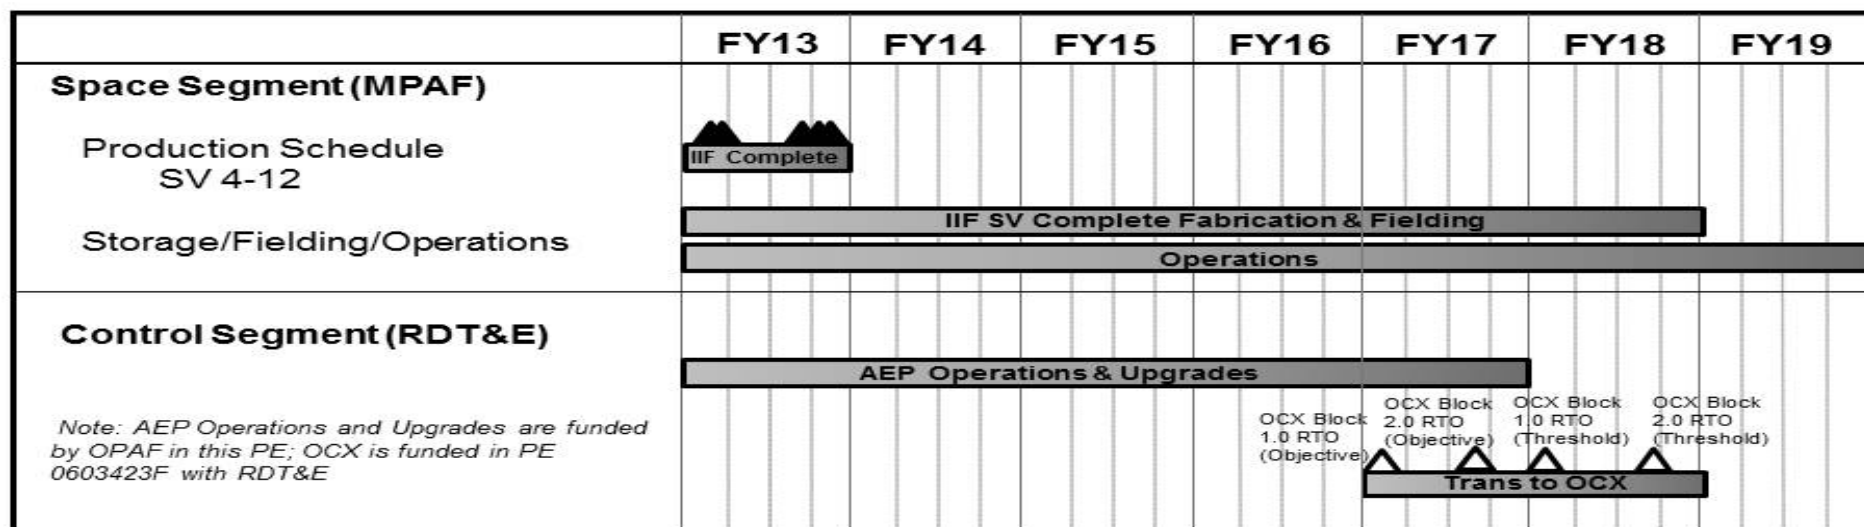 FY13 FY14 FY15 FY16 FY17 FY18 FY19
Space Segment (MPAF)
Production Schedule
SV 4-12
IIF Complete
Storage/Fielding/Operations
IIF SV Complete Fabrication & Fielding
Operations
Control Segment (RDT&E)
AEP Operations & Upgrades
Note: AEP Operations and Upgrades are funded
by OPAF in this PE; OCX is funded in PE
0603423F with RDT&E
OCX Block
1.0 RTO
(Objective)
OCX Block
2.0 RTO
(Objective)
OCX Block
1.0 RTO
(Threshold)
OCX Block
2.0 RTO
(Threshold)
Trans to OCX